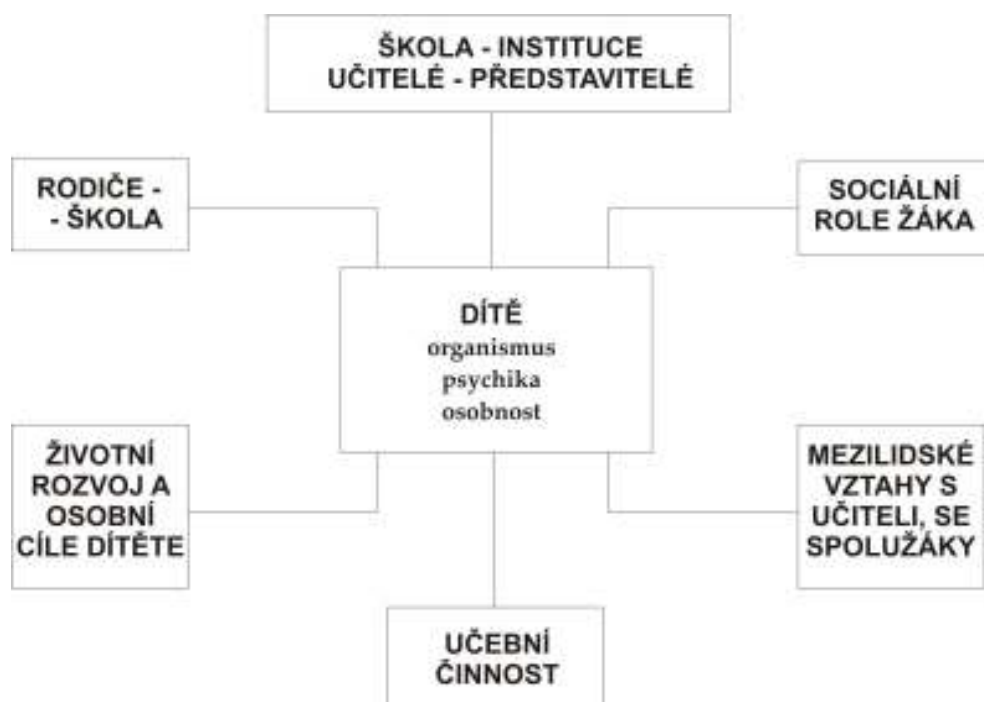 ŠKOLA - INSTITUCE
UČITELÉ - PŘEDSTAVITELÉ
RODIČE -
- ŠKOLA
SOCIÁLNÍ
ROLE ŽÁKA
DÍTĚ
organismus
psychika
osobnost
ŽIVOTNÍ
ROZVOJ A
OSOBNÍ
CÍLE DÍTĚTE
MEZILIDSKÉ
VZTAHY S
UČITELI, SE
SPOLUŽÁKY
UČEBNÍ
ČINNOST